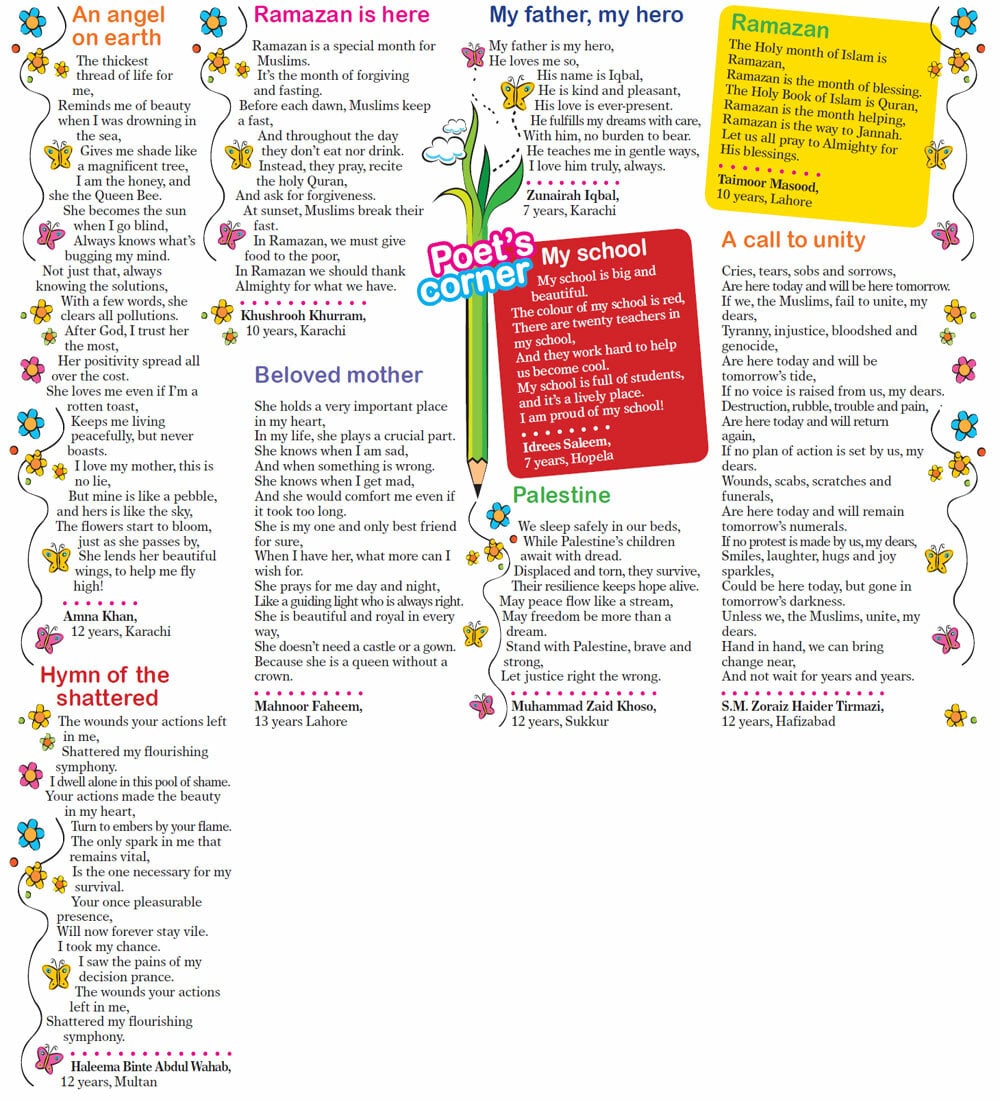 An angel
on earth
The thickest
thread of life for
me,
Reminds me of beauty
when I was drowning in
the sea,
Gives me shade like
a magnificent tree,
I am the honey, and
she the Queen Bee.
She becomes the sun
when I go blind,
Always knows what's
bugging my mind.
Not just that, always
knowing the solutions,
With a few words, she
clears all pollutions.
After God, I trust her
the most,
Her positivity spread all
over the cost.
She loves me even if I'm a
rotten toast,
Keeps me living
peacefully, but never
boasts.
I love my mother, this is
no lie,
But mine is like a pebble,
and hers is like the sky,
The flowers start to bloom,
just as she passes by,
She lends her beautiful
wings, to help me fly
high!
Amna Khan,
12 years, Karachi
Hymn of the
shattered
The wounds your actions left
in me,
Shattered my flourishing
symphony.
I dwell alone in this pool of shame.
Your actions made the beauty
in my heart,
Turn to embers by your flame.
The only spark in me that
remains vital,
Is the one necessary for my
survival.
Your once pleasurable
presence,
Will now forever stay vile.
I took my chance.
I saw the pains of my
decision prance.
The wounds your actions
left in me,
Shattered my flourishing
symphony.
Haleema Binte Abdul Wahab,
12 years, Multan
Ramazan is here
Ramazan is a special month for
Muslims.
It's the month of forgiving
and fasting.
Before each dawn, Muslims keep
a fast,
And throughout the day
they don't eat nor drink.
Instead, they pray, recite
the holy Quran,
And ask for forgiveness.
At sunset, Muslims break their
fast.
In Ramazan, we must give
food to the poor,
In Ramazan we should thank
Almighty for what we have.
Khushrooh Khurram,
10 years, Karachi
Beloved mother
She holds a very important place
in my heart,
In my life, she plays a crucial part.
She knows when I am sad,
And when something is wrong.
She knows when I get mad,
And she would comfort me even if
it took too long.
She is my one and only best friend
for sure,
When I have her, what more can I
wish for.
She prays for me day and night,
Like a guiding light who is always right.
She is beautiful and royal in every
way,
She doesn't need a castle or a gown.
Because she is a queen without a
crown.
Mahnoor Faheem,
13 years Lahore
My father, my hero
My father is my hero,
He loves me so,
His name is Iqbal,
He is kind and pleasant,
His love is ever-present.
He fulfills my dreams with care,
With him, no burden to bear.
He teaches me in gentle ways,
I love him truly, always.
Zunairah Iqbal,
7 years, Karachi
Poet's
corner
My school
My school is big and
beautiful.
The colour of my school is red,
There are twenty teachers in
my school,
And they work hard to help
us become cool.
My school is full of students,
and it's a lively place.
I am proud of my school!
Idrees Saleem,
7 years, Hopela
Palestine
We sleep safely in our beds,
While Palestine's children
await with dread.
Displaced and torn, they survive,
Their resilience keeps hope alive.
May peace flow like a stream,
May freedom be more than a
dream.
Stand with Palestine, brave and
strong,
Let justice right the wrong.
Muhammad Zaid Khoso,
12 years, Sukkur
Ramazan
The Holy month of Islam is
Ramazan,
Ramazan is the month of blessing.
The Holy Book of Islam is Quran,
Ramazan is the month helping,
Ramazan is the way to Jannah.
Let us all pray to Almighty for
His blessings.
Taimoor Masood,
10 years, Lahore
A call to unity
Cries, tears, sobs and sorrows,
Are here today and will be here tomorrow.
If we, the Muslims, fail to unite, my
dears,
Tyranny, injustice, bloodshed and
genocide,
Are here today and will be
tomorrow's tide,
If no voice is raised from us, my dears.
Destruction, rubble, trouble and pain,
Are here today and will return
again,
If no plan of action is set by us, my
dears.
Wounds, scabs, scratches and
funerals,
Are here today and will remain
tomorrow's numerals.
If no protest is made by us, my dears,
Smiles, laughter, hugs and joy
sparkles,
Could be here today, but gone in
tomorrow's darkness.
Unless we, the Muslims, unite, my
dears.
Hand in hand, we can bring
change near,
And not wait for years and years.
S.M. Zoraiz Haider Tirmazi,
12 years, Hafizabad